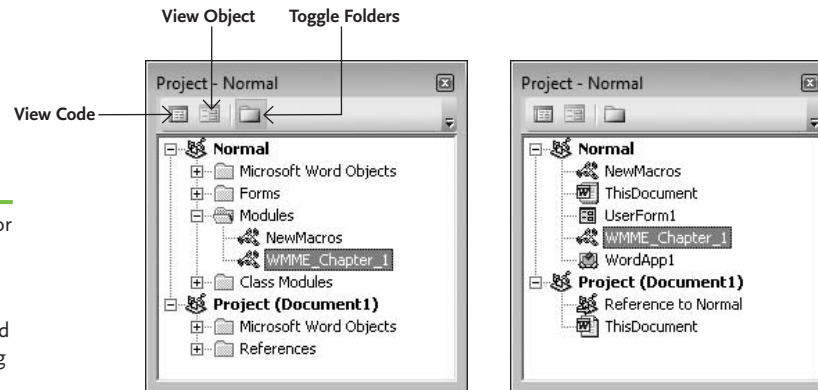 View Object
Toggle Folders
View Code
or
d
g
Project - Normal
Normal
Microsoft Word Objects
Forms
Modules
NewMacros
WMME_Chapter_1
Class Modules
Project (Document1)
Microsoft Word Objects
References
Project - Normal
Normal
NewMacros
ThisDocument
UserForm1
WMME_Chapter_1
WordApp1
Project (Document1)
Reference to Normal
ThisDocument